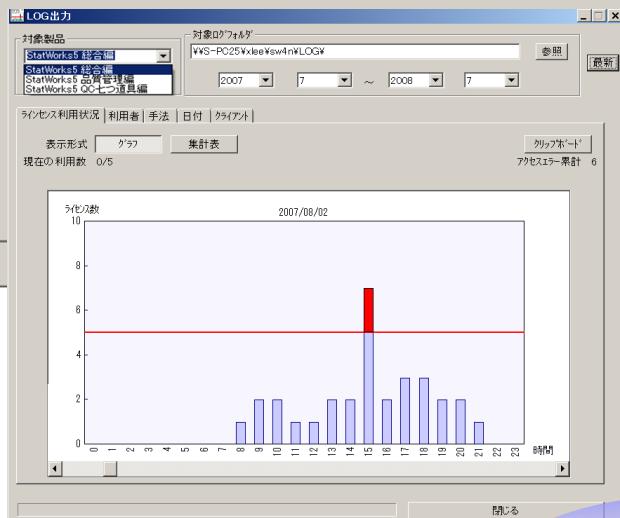 LOG出力
対象製品
StatWorks5 総合編
StatWorks5 総合編
StatWorks5 品質管理編
StatWorks5 QC七つ道具編
対象ログフォルダ
¥¥S-PC25¥xlee¥sw4n¥LOG¥
参照
最新
2007 7 ～ 2008 7
ライセンス利用状況 利用者 手法 日付 クライアント
表示形式 グラフ 集計表 クリップボード
現在の利用数 0/5 アクセスエラー累計 6
ライセンス数
2007/08/02
10
8
6
4
2
0
0 1 2 3 4 5 6 7 8 9 10 11 12 13 14 15 16 17 18 19 20 21 22 23 時間
閉じる